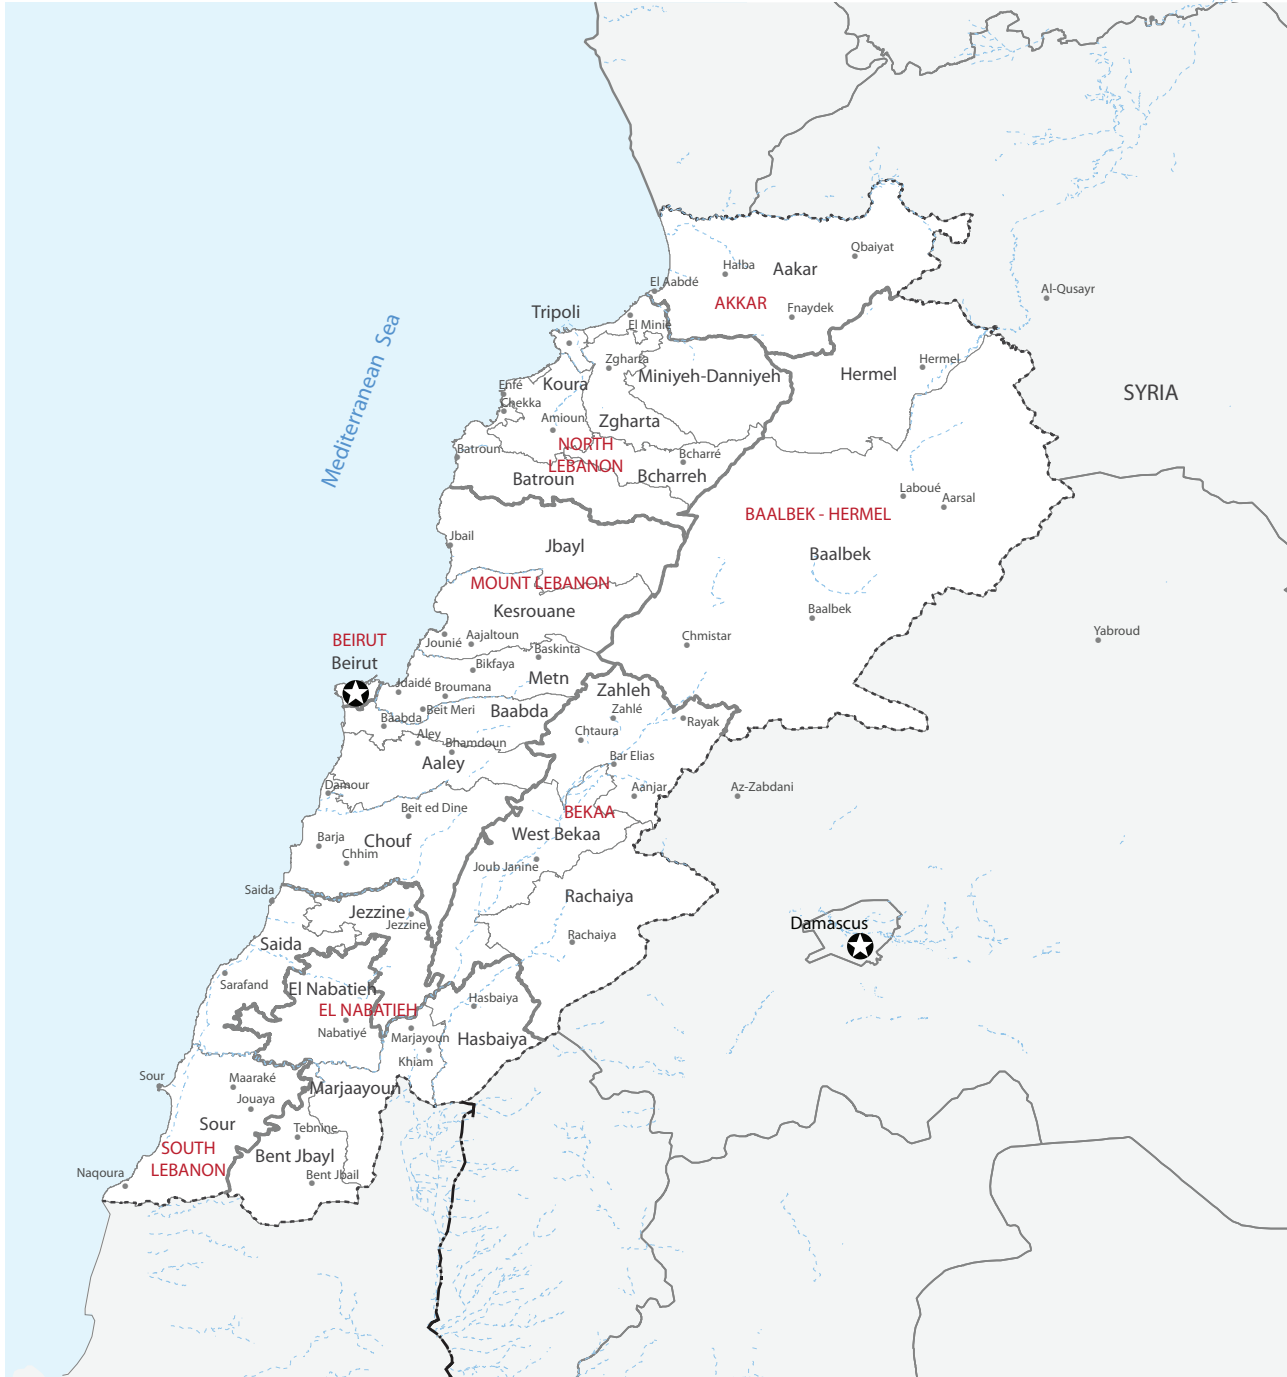 Qbaiyat
Halba
Aakar
El Aabdé
Al-Qusayr
AKKAR
Fnaydek
Tripoli
El Minié
Zgharta
Hermel
Miniyeh-Danniyeh
Hermel
Koura
Enfé
SYRIA
Chekka
Mediterranean Sea
Amioun
Zgharta
NORTH
LEBANON
Batroun
Bcharré
Bcharreh
Batroun
Laboué
Aarsal
BAALBEK - HERMEL
Jbail
Jbayl
Baalbek
MOUNT LEBANON
Kesrouane
Baalbek
Yabroud
BEIRUT
Jounié
Aajaltoun
Chmistar
Baskinta
Beirut
Bikfaya
Metn
Jdaidé
Broumana
Zahleh
Beit Meri
Baabda
Zahlé
Baabda
Rayak
Aley
Chtaura
Bhamdoun
Aaley
Bar Elias
Damour
Aanjar
Az-Zabdani
Beit ed Dine
BEKAA
Barja
Chouf
West Bekaa
Chhim
Joub Janine
Saida
Rachaiya
Jezzine
Jezzine
Damascus
Rachaiya
Saida
Sarafand
El Nabatieh
Hasbaiya
EL NABATIEH
Nabatiyé
Marjayoun
Hasbaiya
Khiam
Sour
Maaraké
Marjaayoun
Jouaya
Sour
Tebnine
SOUTH
LEBANON
Bent Jbayl
Naqoura
Bent Jbail